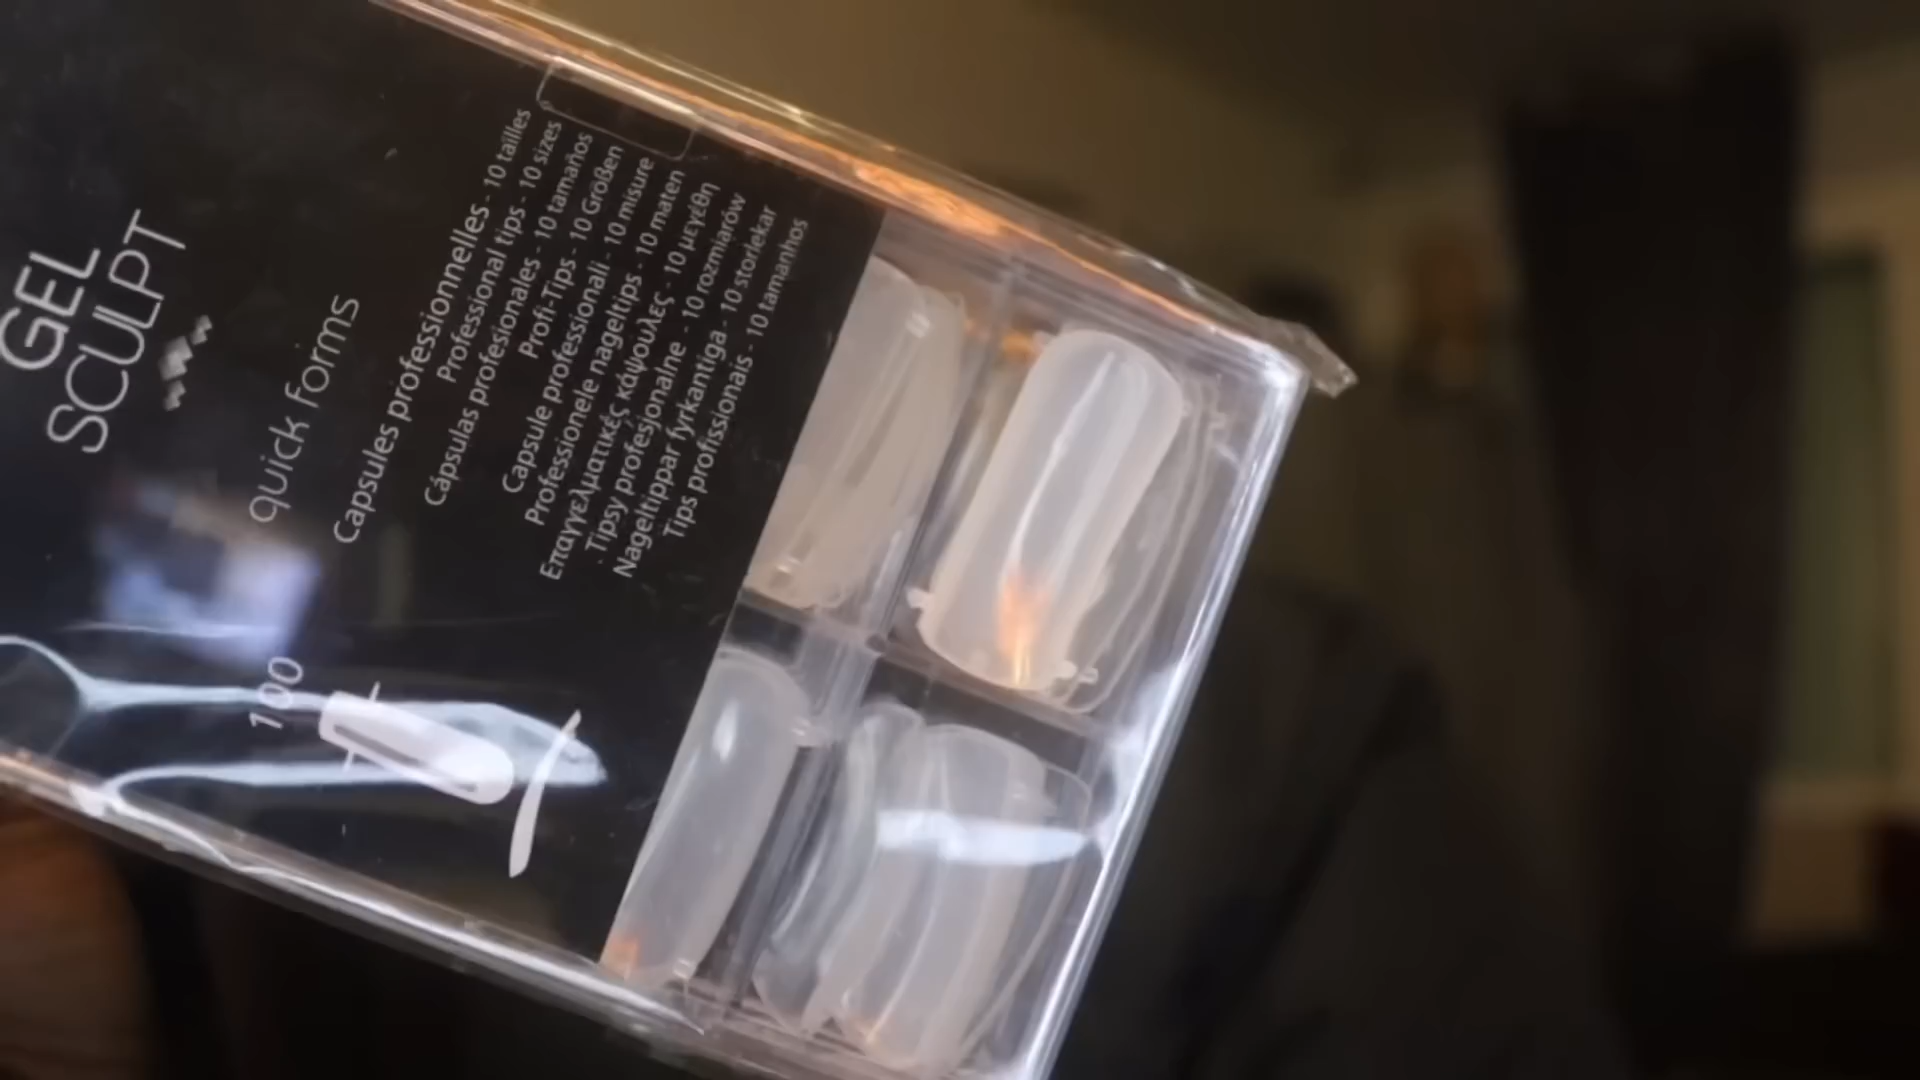 GEL
SCULPT
quick forms
Capsules professionnelles - 10 tailles
Professional tips - 10 sizes
Cápsulas profesionales - 10 tamaños
Profi-Tips - 10 Größen
Capsule professionali - 10 misure
Professionele nageltips - 10 maten
Επαγγελματικές κάψουλες - 10 μεγέθη
Tipsy profesjonalne - 10 rozmiarów
Nageltippar fyrkantiga - 10 storlekar
Tips profissionais - 10 tamanhos
100